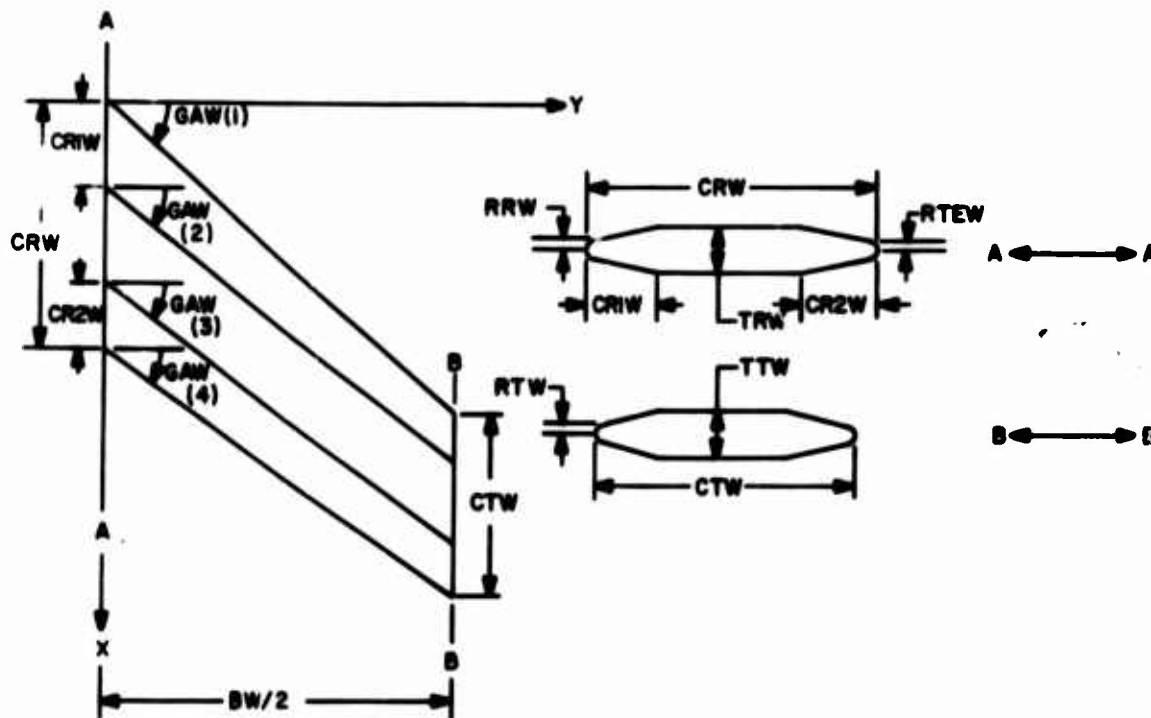 A
Y
GAW(1)
CR1W
GAW
(2)
CRW
GAW
(3)
CR2W
GAW
(4)
B
CTW
A
X
B
BW/2
CRW
RRW
RTEW
A
A
CR1W
TRW
CR2W
TTW
RTW
B
CTW